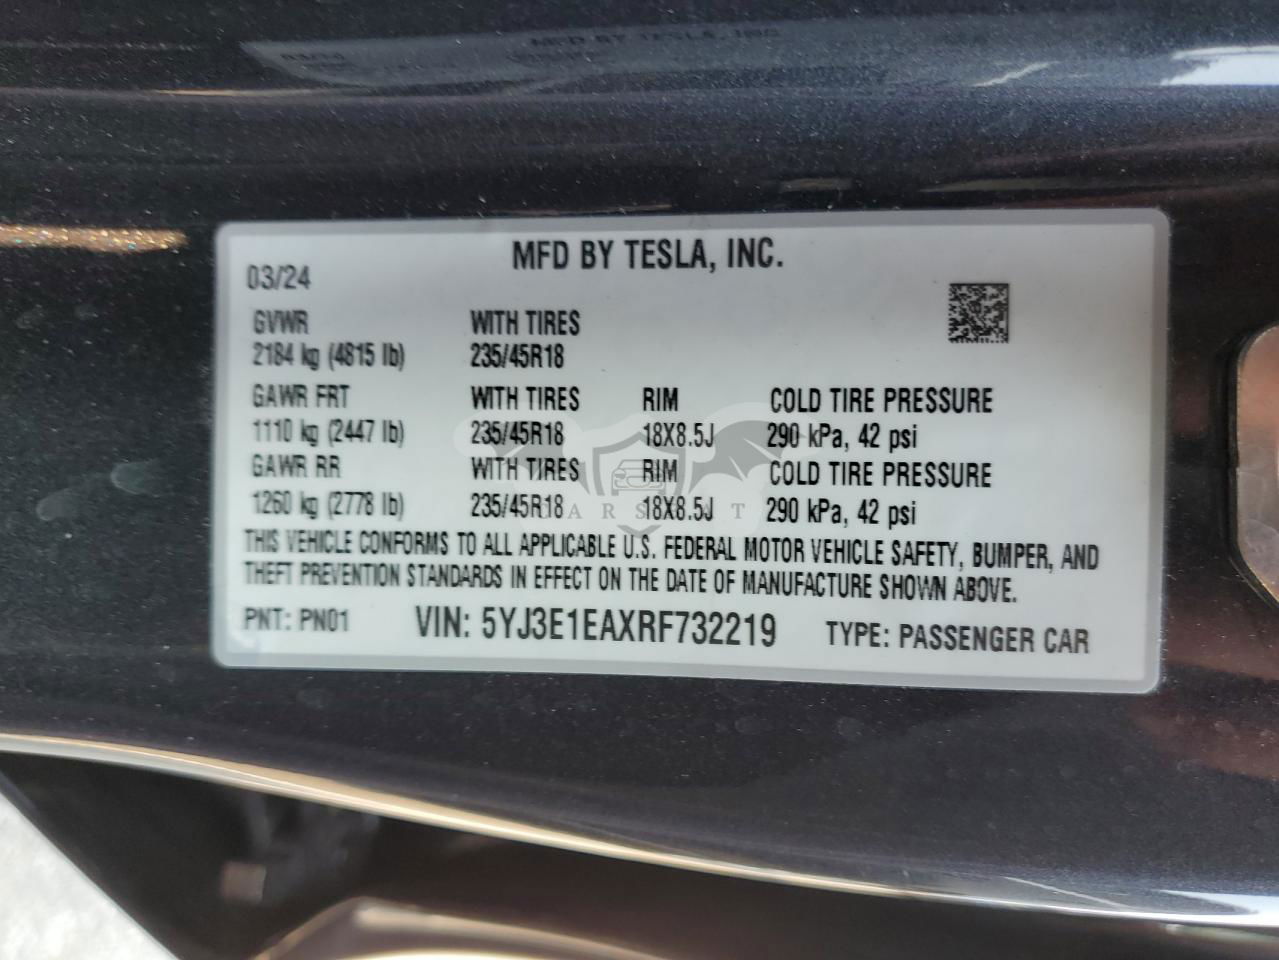 MFD BY TESLA, INC.
MFD BY TESLA, INC.
03/24
GVWR WITH TIRES
2184 kg (4815 lb) 235/45R18
GAWR FRT WITH TIRES RIM COLD TIRE PRESSURE
1110 kg (2447 lb) 235/45R18 18X8.5J 290 kPa, 42 psi
GAWR RR WITH TIRES RIM COLD TIRE PRESSURE
1260 kg (2778 lb) 235/45R18 18X8.5J 290 kPa, 42 psi
THIS VEHICLE CONFORMS TO ALL APPLICABLE U.S. FEDERAL MOTOR VEHICLE SAFETY, BUMPER, AND
THEFT PREVENTION STANDARDS IN EFFECT ON THE DATE OF MANUFACTURE SHOWN ABOVE.
PNT: PN01 VIN: 5YJ3E1EAXRF732219 TYPE: PASSENGER CAR